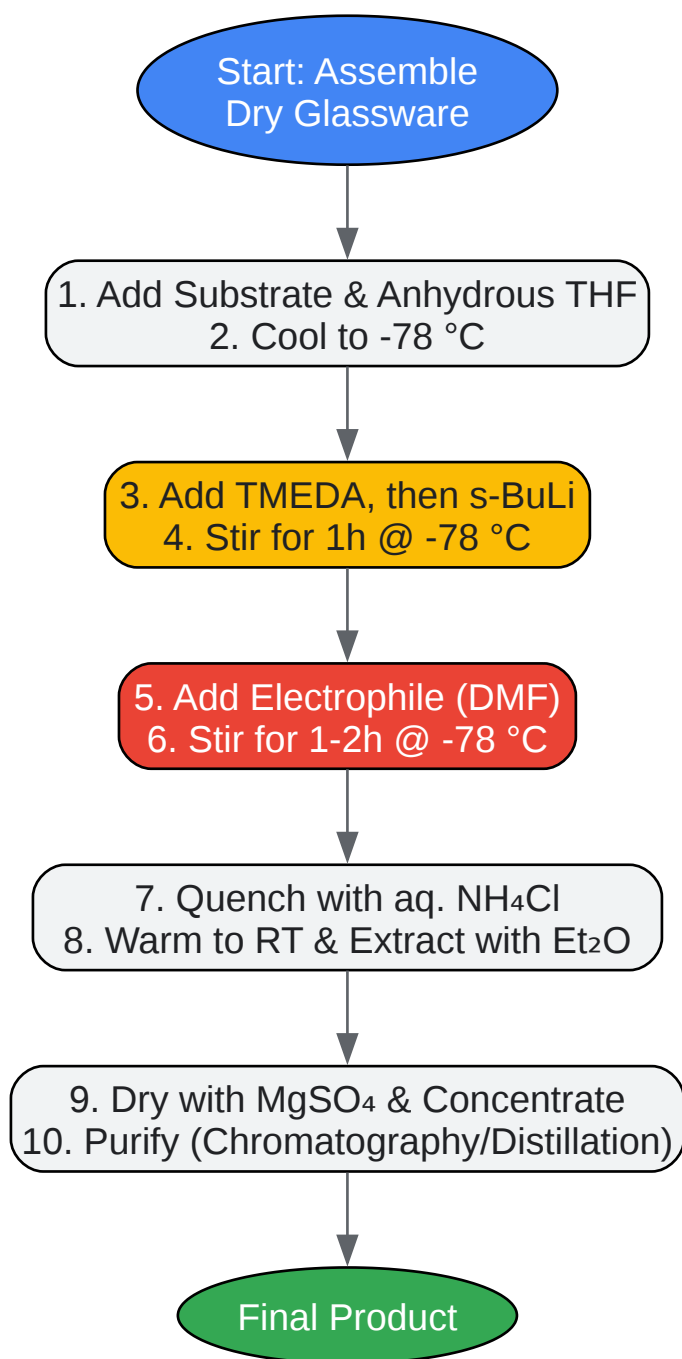 Start: Assemble
Dry Glassware
1. Add Substrate & Anhydrous THF
2. Cool to -78 °C
3. Add TMEDA, then s-BuLi
4. Stir for 1h @ -78 °C
5. Add Electrophile (DMF)
6. Stir for 1-2h @ -78 °C
7. Quench with aq. NH₄Cl
8. Warm to RT & Extract with Et₂O
9. Dry with MgSO₄ & Concentrate
10. Purify (Chromatography/Distillation)
Final Product